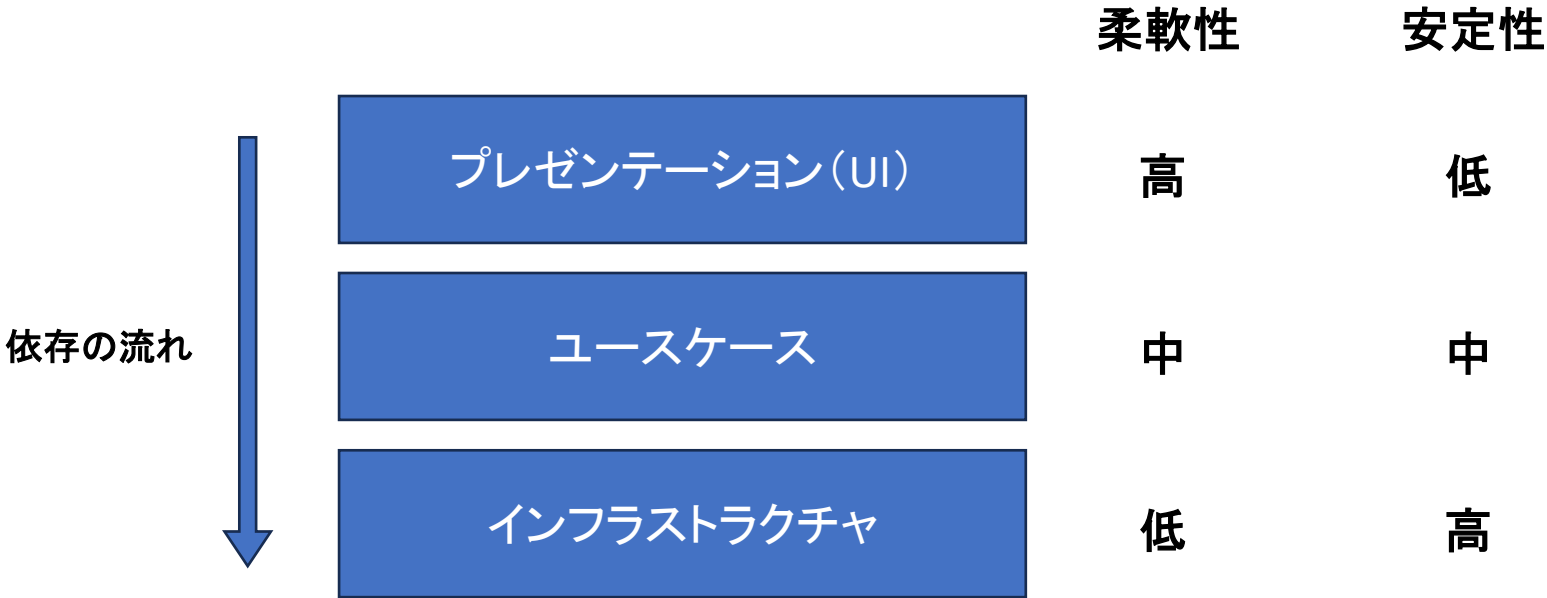 柔軟性 安定性
プレゼンテーション（UI） 高 低
依存の流れ ユースケース 中 中
インフラストラクチャ 低 高